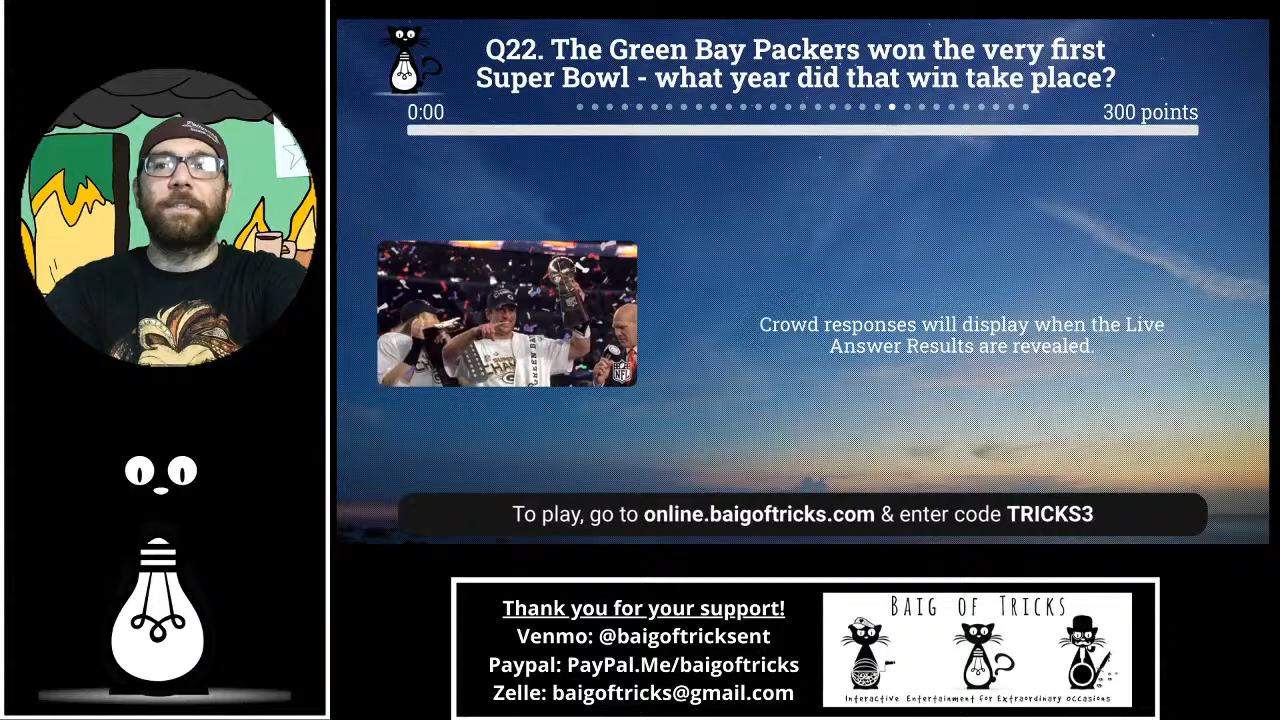 Q22. The Green Bay Packers won the very first
Super Bowl - what year did that win take place?
0:00
300 points
Crowd responses will display when the Live
Answer Results are revealed.
NFL
To play, go to online.baigoftricks.com & enter code TRICKS3
Thank you for your support!
Venmo: @baigoftricksent
Paypal: PayPal.Me/baigoftricks
Zelle: baigoftricks@gmail.com
BAIG OF TRICKS
Interactive Entertainment for Extraordinary occasions